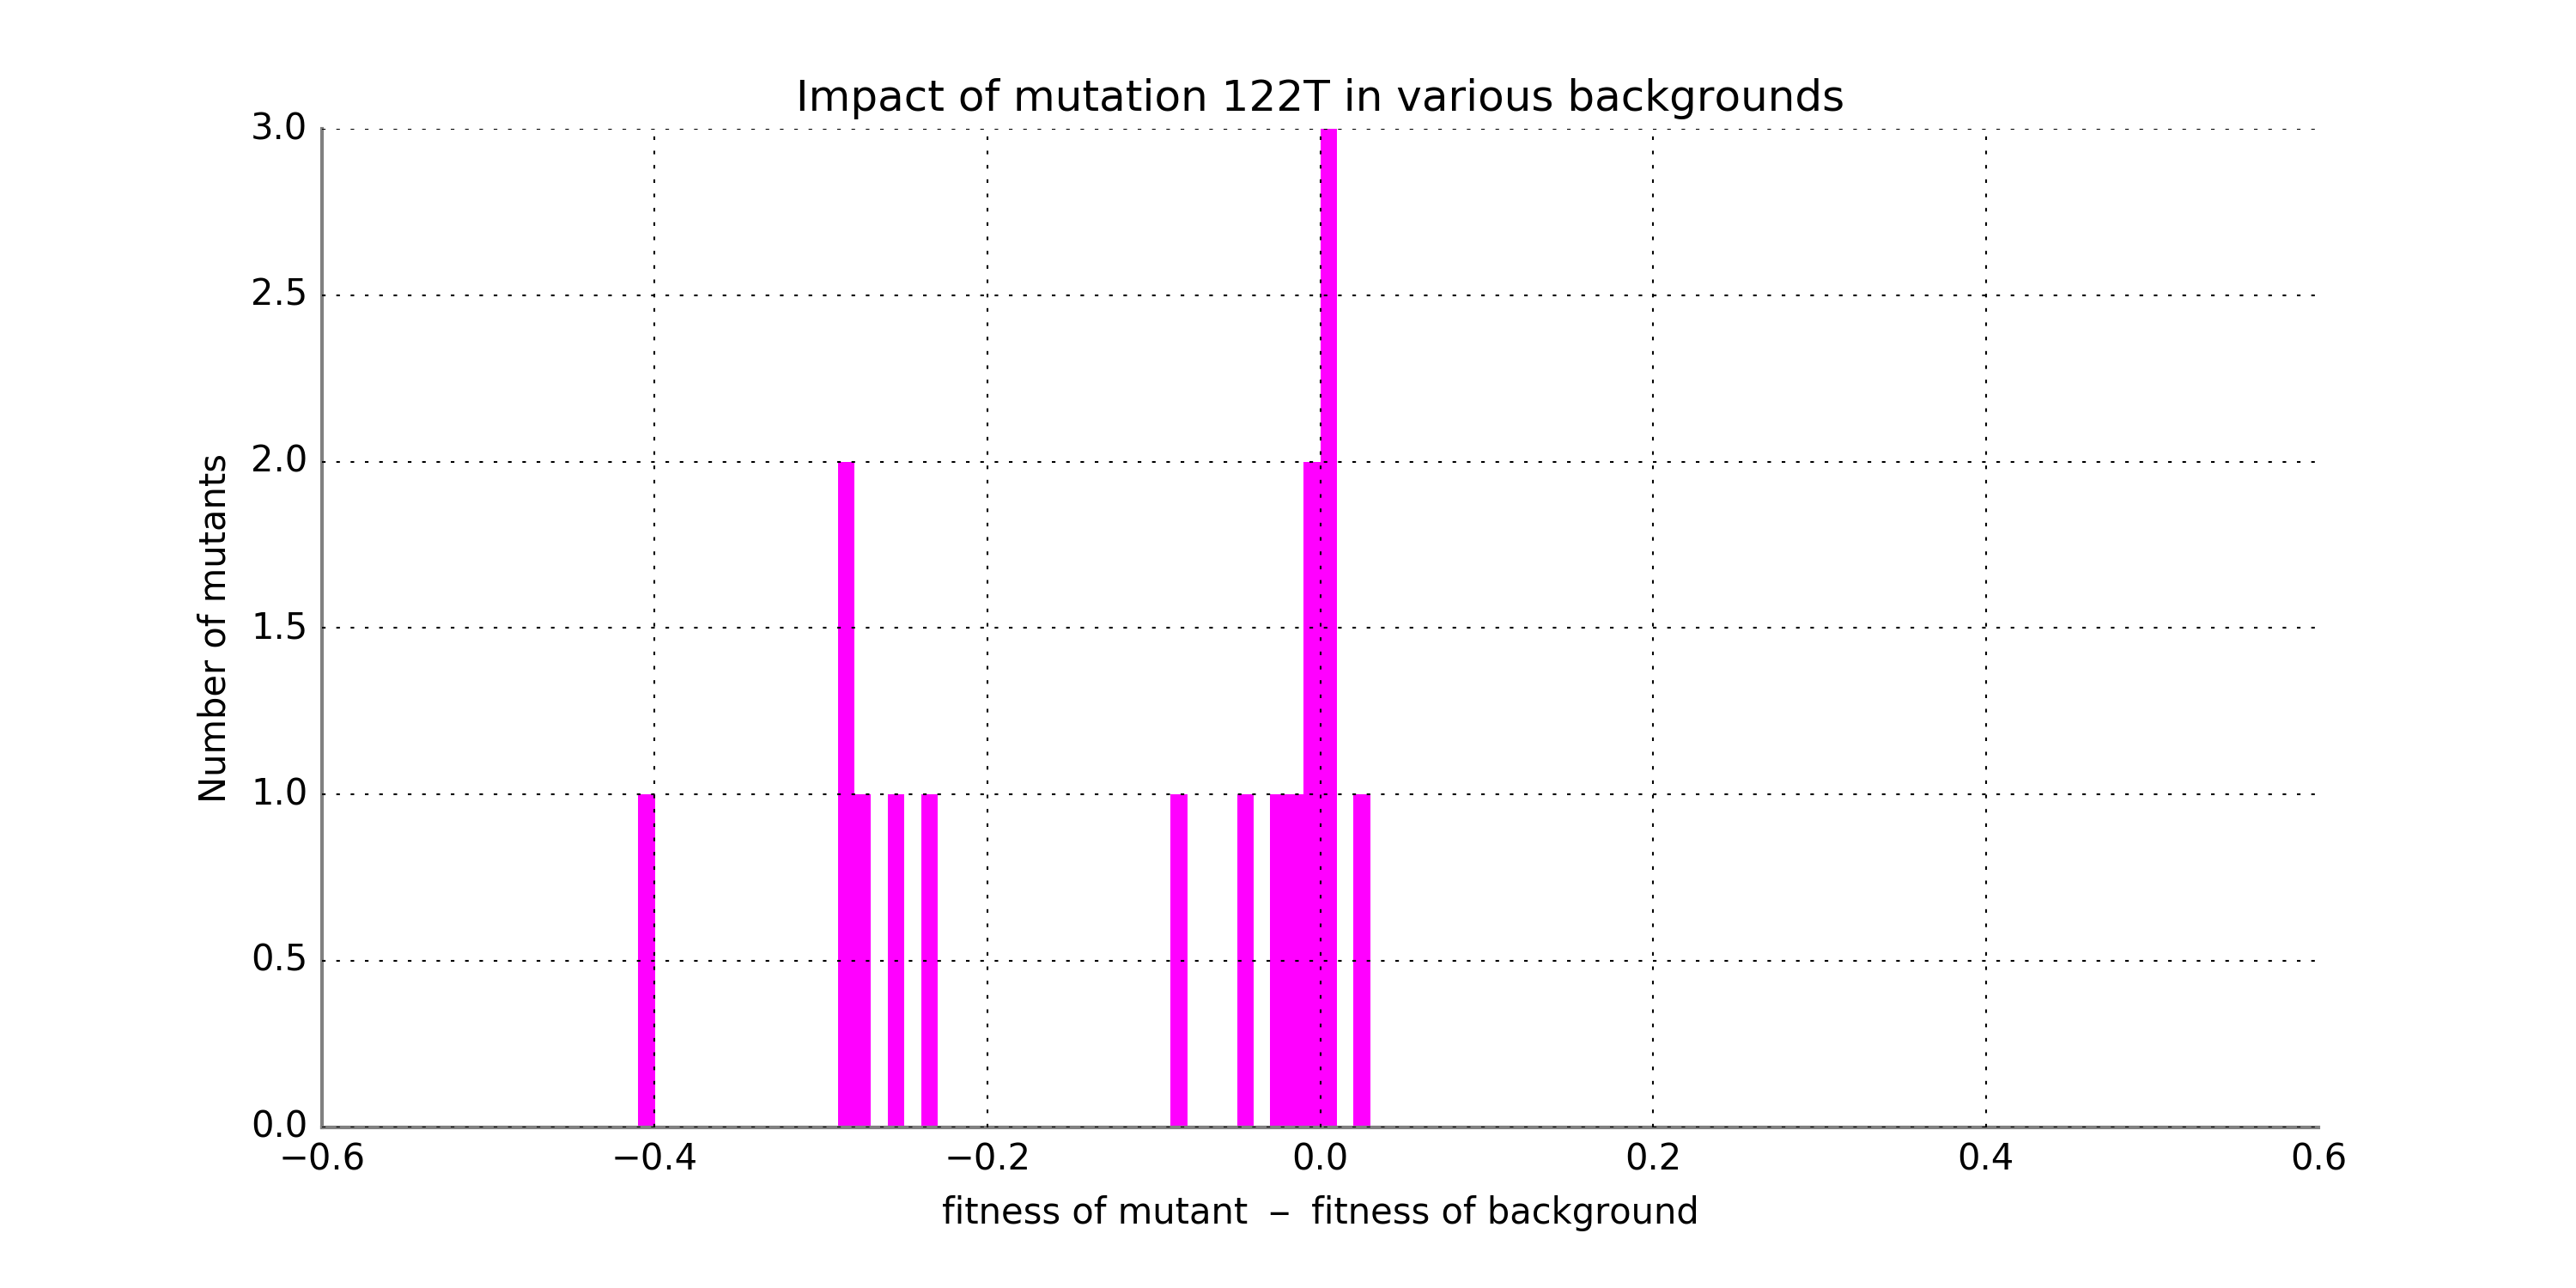 Impact of mutation 122T in various backgrounds
3.0
2.5
2.0
1.5
1.0
0.5
0.0
Number of mutants
−0.6 −0.4 −0.2 0.0 0.2 0.4 0.6
fitness of mutant − fitness of background